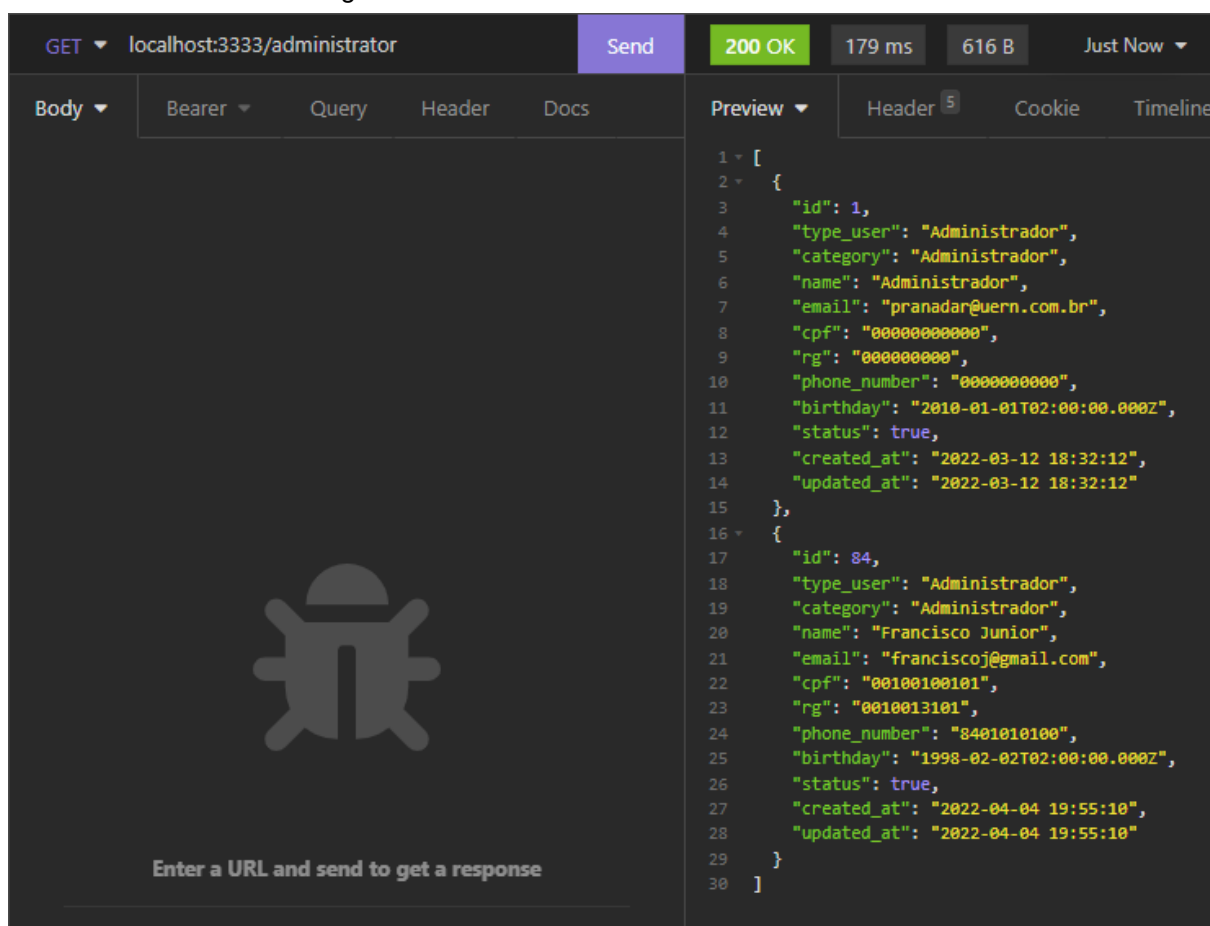 GET localhost:3333/administrator Send 200 OK 179 ms 616 B Just Now
Body Bearer Query Header Docs Preview Header 5 Cookie Timeline
1 [
2 {
3 "id": 1,
4 "type_user": "Administrador",
5 "category": "Administrador",
6 "name": "Administrador",
7 "email": "pranadar@uern.com.br",
8 "cpf": "00000000000",
9 "rg": "000000000",
10 "phone_number": "0000000000",
11 "birthday": "2010-01-01T02:00:00.000Z",
12 "status": true,
13 "created_at": "2022-03-12 18:32:12",
14 "updated_at": "2022-03-12 18:32:12"
15 },
16 {
17 "id": 84,
18 "type_user": "Administrador",
19 "category": "Administrador",
20 "name": "Francisco Junior",
21 "email": "franciscoj@gmail.com",
22 "cpf": "00100100101",
23 "rg": "0010013101",
24 "phone_number": "8401010100",
25 "birthday": "1998-02-02T02:00:00.000Z",
26 "status": true,
27 "created_at": "2022-04-04 19:55:10",
28 "updated_at": "2022-04-04 19:55:10"
29 }
30 ]
Enter a URL and send to get a response